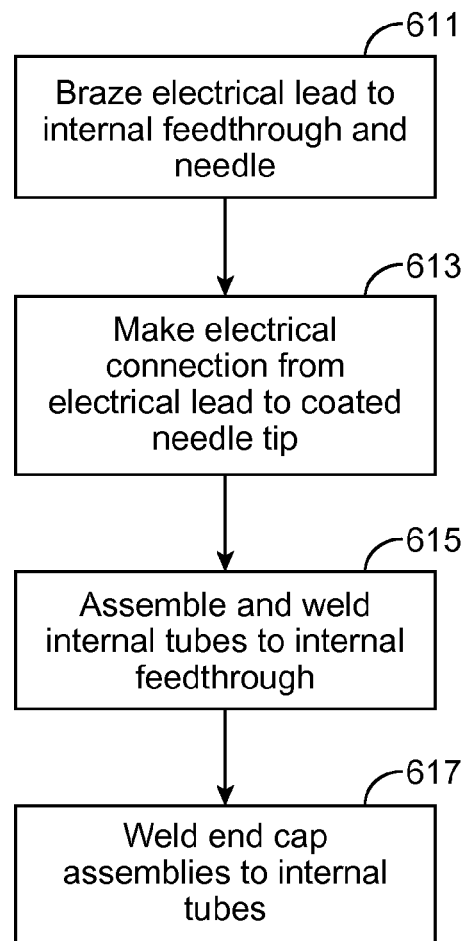 611
Braze electrical lead to
internal feedthrough and
needle
613
Make electrical
connection from
electrical lead to coated
needle tip
615
Assemble and weld
internal tubes to internal
feedthrough
617
Weld end cap
assemblies to internal
tubes